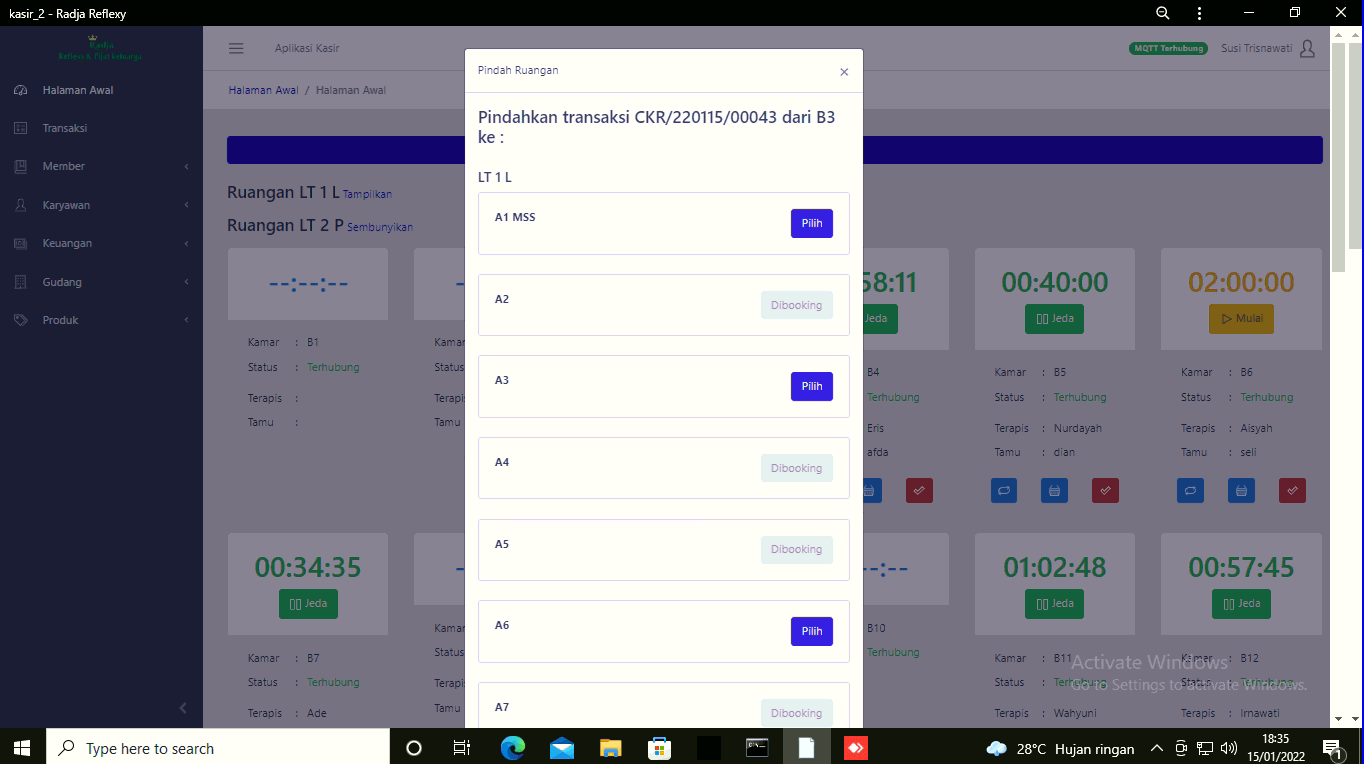 kasir_2 - Radja Reflexy
Radja
Aplikasi Kasir
MQTT Terhubung
Susi Trisnawati
Halaman Awal
Transaksi
Member
Karyawan
Keuangan
Gudang
Produk
Halaman Awal / Halaman Awal
Ruangan LT 1 L Tampilkan
Ruangan LT 2 P Sembunyikan
Pindah Ruangan
×
Pindahkan transaksi CKR/220115/00043 dari B3
ke :
LT 1 L
A1 MSS
Pilih
A2
Dibooking
A3
Pilih
A4
Dibooking
A5
Dibooking
A6
Pilih
A7
Dibooking
--:--:--
Kamar : B1
Status : Terhubung
Terapis :
Tamu :
Kamar
Status
Terapis
Tamu
58:11
Jeda
B4
Terhubung
Eris
afda
00:40:00
Jeda
Kamar : B5
Status : Terhubung
Terapis : Nurdayah
Tamu : dian
02:00:00
Mulai
Kamar : B6
Status : Terhubung
Terapis : Aisyah
Tamu : seli
00:34:35
Jeda
Kamar : B7
Status : Terhubung
Terapis : Ade
Kamar
Status
Terapis
Tamu
--:--
B10
Terhubung
01:02:48
Jeda
Kamar : B11
Status : Terhubung
Terapis : Wahyuni
00:57:45
Jeda
Kamar : B12
Status : Terhubung
Terapis : Irnawati
Activate Windows
Go to Settings to activate Windows.
Type here to search
28°C Hujan ringan
18:35
15/01/2022
1